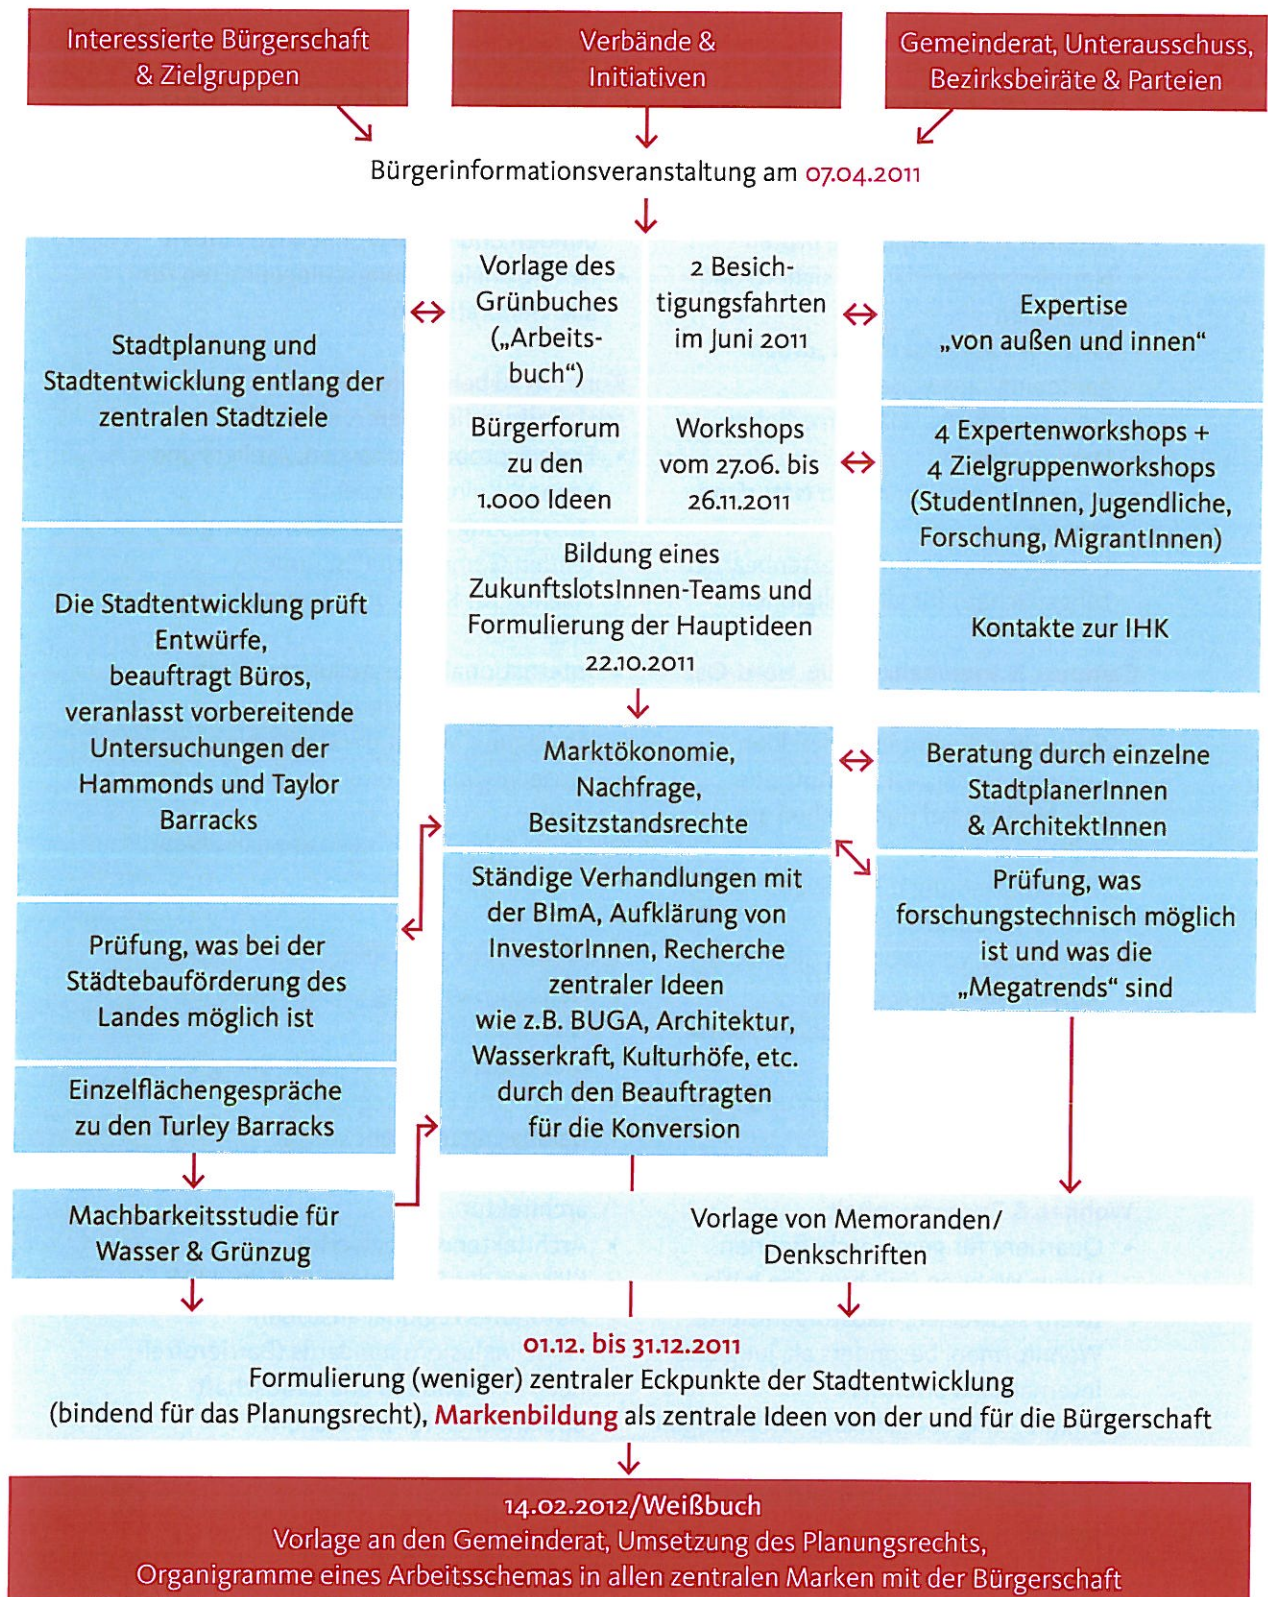 Interessierte Bürgerschaft
& Zielgruppen
Verbände &
Initiativen
Gemeinderat, Unterausschuss,
Bezirksbeiräte & Parteien
Bürgerinformationsveranstaltung am 07.04.2011
Stadtplanung und
Stadtentwicklung entlang der
zentralen Stadtziele
Vorlage des
Grünbuches
(„Arbeits-
buch“)
2 Besich-
tigungsfahrten
im Juni 2011
Expertise
„von außen und innen“
Bürgerforum
zu den
1.000 Ideen
Workshops
vom 27.06. bis
26.11.2011
4 Expertenworkshops +
4 Zielgruppenworkshops
(StudentInnen, Jugendliche,
Forschung, MigrantInnen)
Die Stadtentwicklung prüft
Entwürfe,
beauftragt Büros,
veranlasst vorbereitende
Untersuchungen der
Hammonds und Taylor
Barracks
Bildung eines
ZukunftslotsInnen-Teams und
Formulierung der Hauptideen
22.10.2011
Kontakte zur IHK
Marktökonomie,
Nachfrage,
Besitzstandsrechte
Beratung durch einzelne
StadtplanerInnen
& ArchitektInnen
Prüfung, was bei der
Städtebauförderung des
Landes möglich ist
Ständige Verhandlungen mit
der BImA, Aufklärung von
InvestorInnen, Recherche
zentraler Ideen
wie z.B. BUGA, Architektur,
Wasserkraft, Kulturhöfe, etc.
durch den Beauftragten
für die Konversion
Prüfung, was
forschungstechnisch möglich
ist und was die
„Megatrends“ sind
Einzelflächengespräche
zu den Turley Barracks
Machbarkeitsstudie für
Wasser & Grünzug
Vorlage von Memoranden/
Denkschriften
01.12. bis 31.12.2011
Formulierung (weniger) zentraler Eckpunkte der Stadtentwicklung
(bindend für das Planungsrecht), Markenbildung als zentrale Ideen von der und für die Bürgerschaft
14.02.2012/Weißbuch
Vorlage an den Gemeinderat, Umsetzung des Planungsrechts,
Organigramme eines Arbeitsschemas in allen zentralen Marken mit der Bürgerschaft